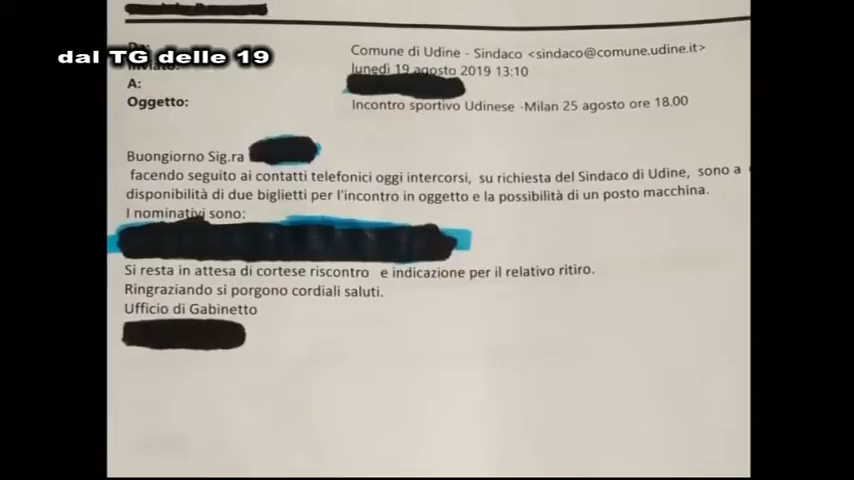 dal TG delle 19
Da: Comune di Udine - Sindaco <sindaco@comune.udine.it>
Inviato: lunedì 19 agosto 2019 13:10
A:
Oggetto: Incontro sportivo Udinese -Milan 25 agosto ore 18.00
Buongiorno Sig.ra
facendo seguito ai contatti telefonici oggi intercorsi, su richiesta del Sindaco di Udine, sono a
disponibilità di due biglietti per l'incontro in oggetto e la possibilità di un posto macchina.
I nominativi sono:
Si resta in attesa di cortese riscontro e indicazione per il relativo ritiro.
Ringraziando si porgono cordiali saluti.
Ufficio di Gabinetto